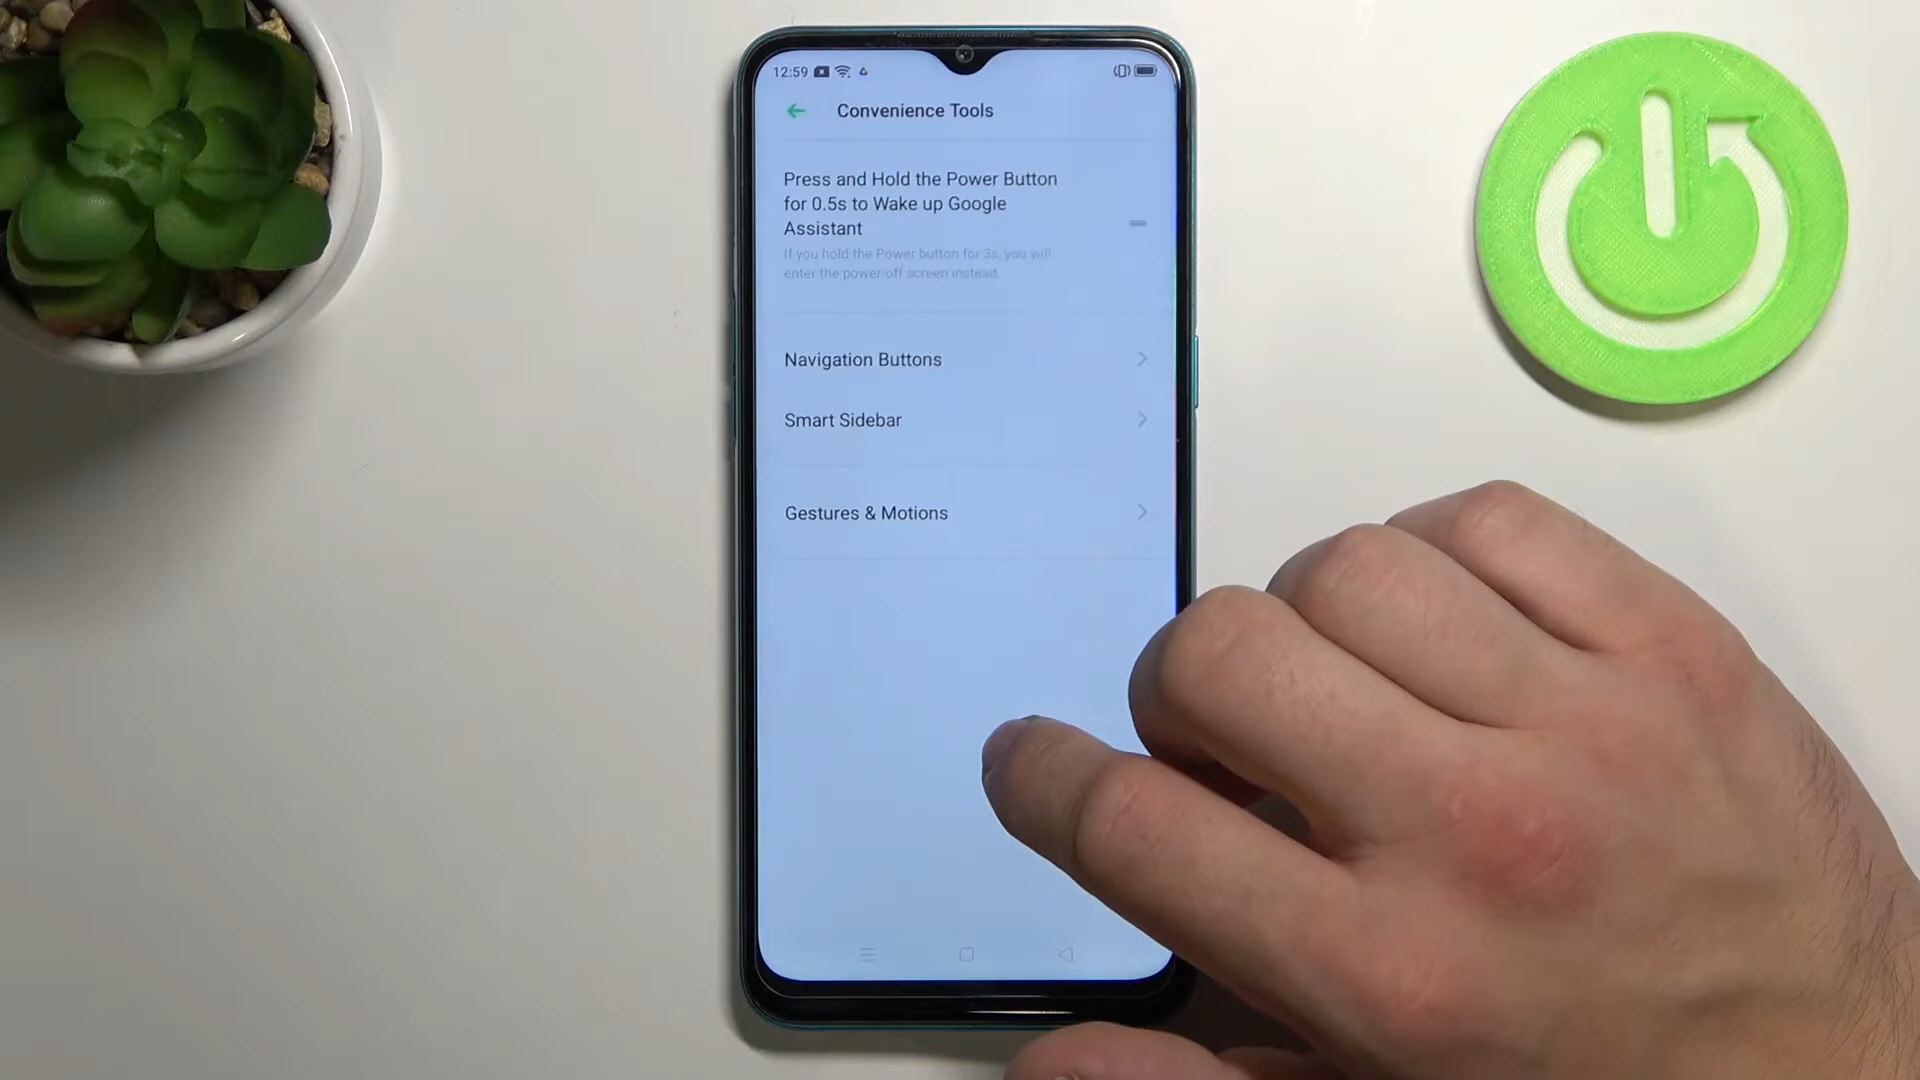 12:59
Convenience Tools
Press and Hold the Power Button
for 0.5s to Wake up Google
Assistant
If you hold the Power button for 3s, you will
enter the power-off screen instead.
Navigation Buttons
Smart Sidebar
Gestures & Motions